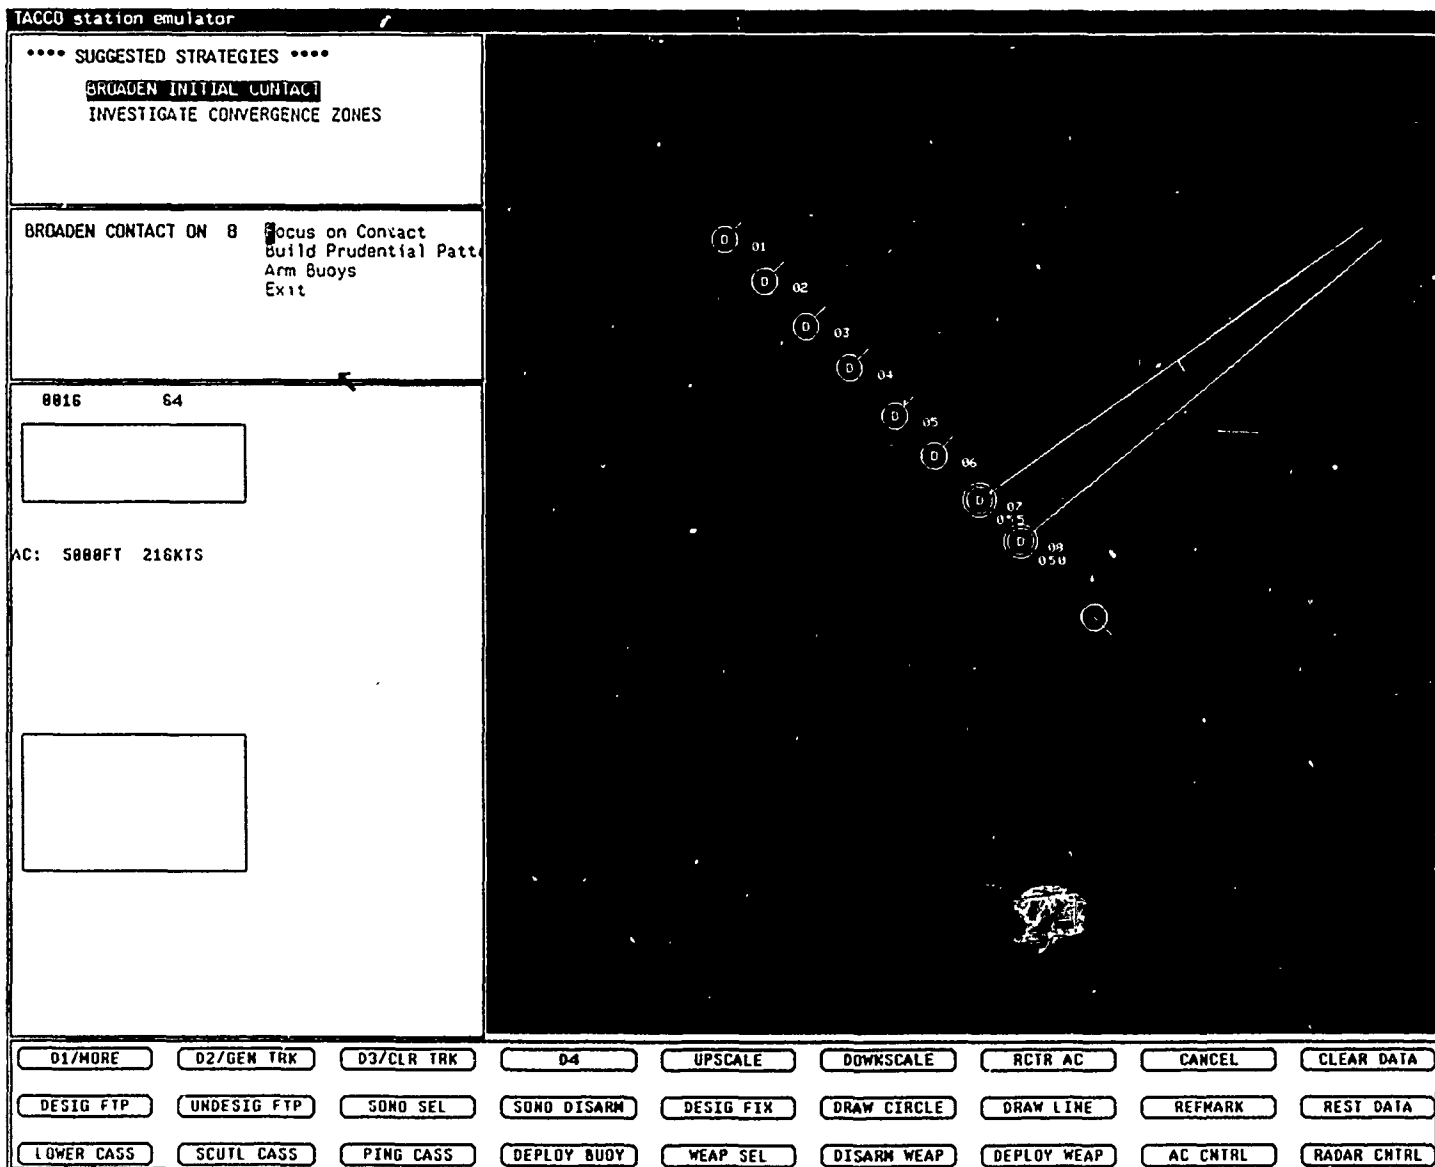 TACCO station emulator
•••• SUGGESTED STRATEGIES ••••
BROADEN INITIAL CONTACT
INVESTIGATE CONVERGENCE ZONES
BROADEN CONTACT ON 8 Focus on Contact
Build Prudential Patte
Arm Buoys
Exit
0016 64
AC: 5000FT 216KTS
D 01
D 02
D 03
D 04
D 05
D 06
D 07
055
D 08
050
D1/MORE D2/GEN TRK D3/CLR TRK D4 UPSCALE DOWNSCALE RCTR AC CANCEL CLEAR DATA
DESIG FTP UNDESIG FTP SONO SEL SONO DISARM DESIG FIX DRAW CIRCLE DRAW LINE REFMARK REST DATA
LOWER CASS SCUTL CASS PING CASS DEPLOY BUOY WEAP SEL DISARM WEAP DEPLOY WEAP AC CNTRL RADAR CNTRL